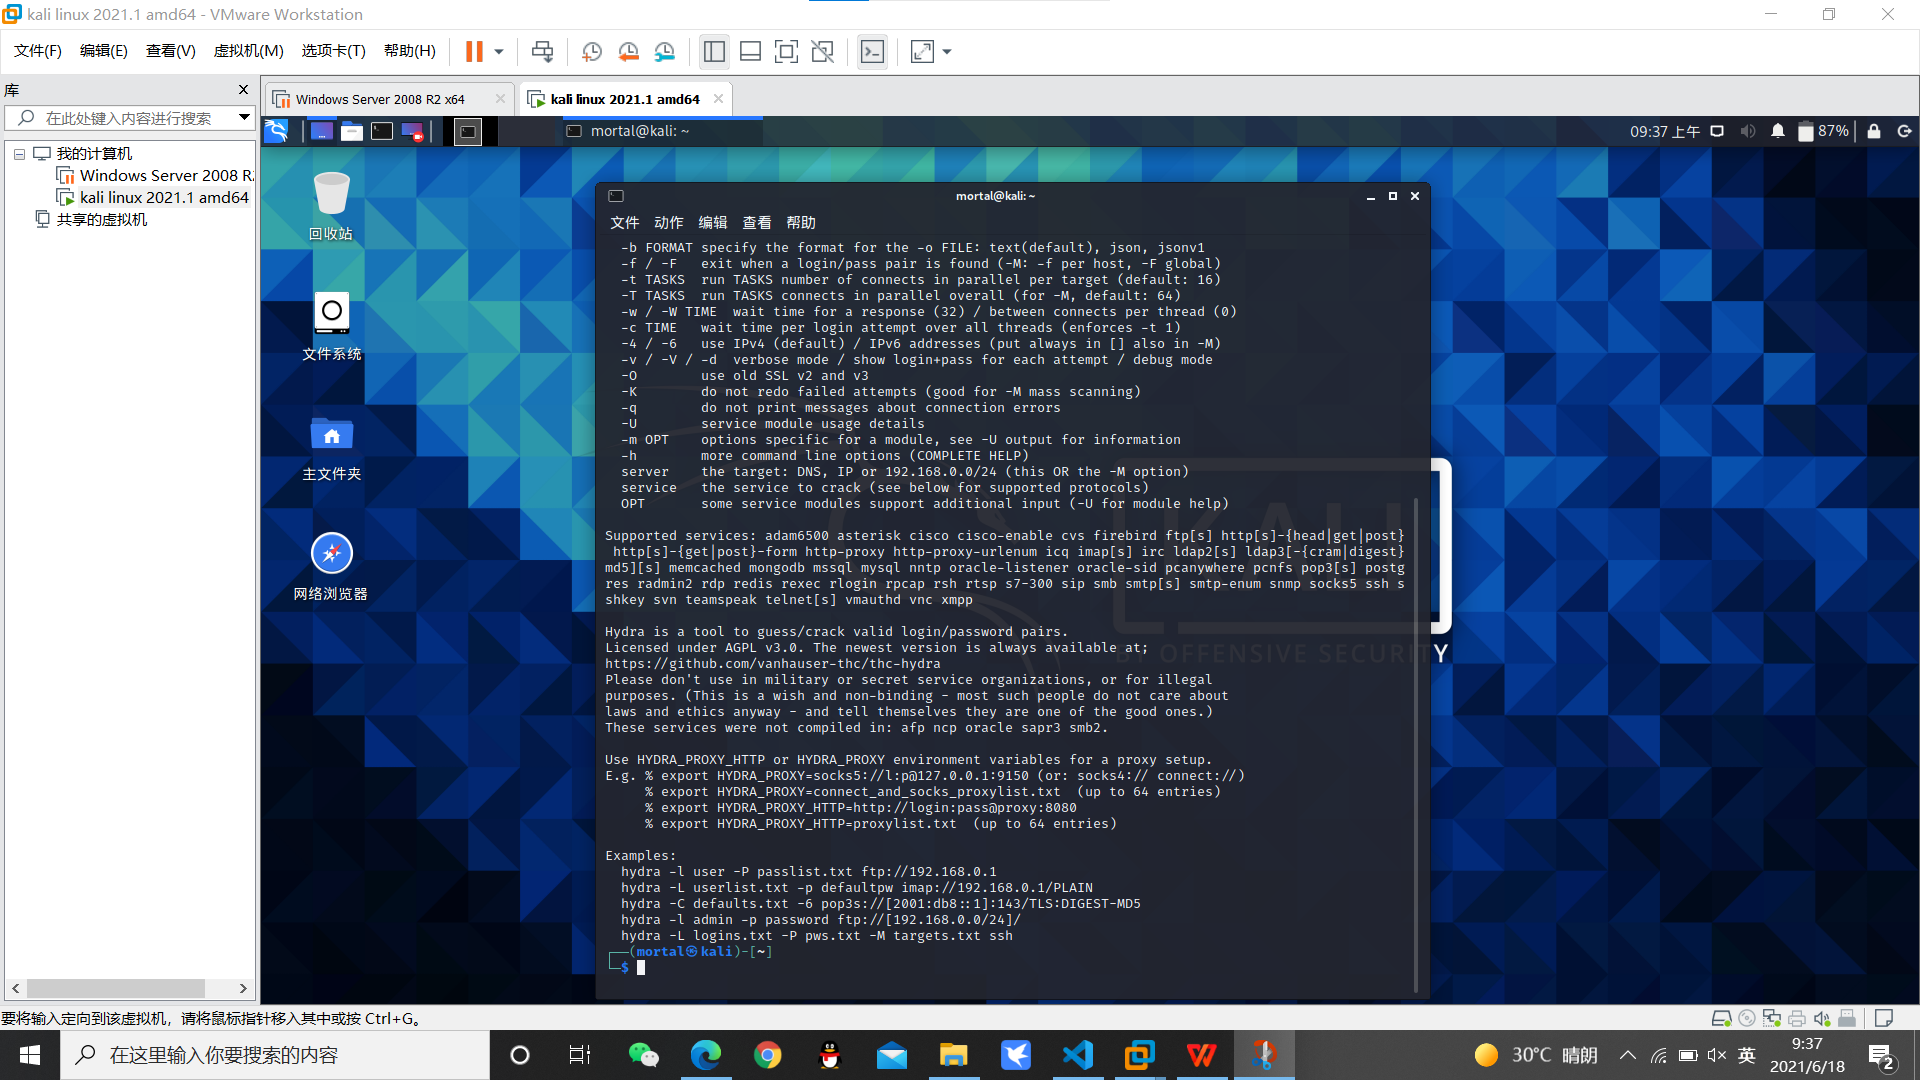 kali linux 2021.1 amd64 - VMware Workstation
文件(F) 编辑(E) 查看(V) 虚拟机(M) 选项卡(T) 帮助(H)
库
在此处键入内容进行搜索
我的计算机
Windows Server 2008 R
kali linux 2021.1 amd64
共享的虚拟机
Windows Server 2008 R2 x64
kali linux 2021.1 amd64
mortal@kali: ~
09:37 上午
87%
回收站
文件系统
主文件夹
网络浏览器
mortal@kali: ~
文件 动作 编辑 查看 帮助
-b FORMAT specify the format for the -o FILE: text(default), json, jsonv1
-f / -F   exit when a login/pass pair is found (-M: -f per host, -F global)
-t TASKS  run TASKS number of connects in parallel per target (default: 16)
-T TASKS  run TASKS connects in parallel overall (for -M, default: 64)
-w / -W TIME  wait time for a response (32) / between connects per thread (0)
-c TIME   wait time per login attempt over all threads (enforces -t 1)
-4 / -6   use IPv4 (default) / IPv6 addresses (put always in [] also in -M)
-v / -V / -d  verbose mode / show login+pass for each attempt / debug mode
-O        use old SSL v2 and v3
-K        do not redo failed attempts (good for -M mass scanning)
-q        do not print messages about connection errors
-U        service module usage details
-m OPT    options specific for a module, see -U output for information
-h        more command line options (COMPLETE HELP)
server    the target: DNS, IP or 192.168.0.0/24 (this OR the -M option)
service   the service to crack (see below for supported protocols)
OPT       some service modules support additional input (-U for module help)
Supported services: adam6500 asterisk cisco cisco-enable cvs firebird ftp[s] http[s]-{head|get|post}
http[s]-{get|post}-form http-proxy http-proxy-urlenum icq imap[s] irc ldap2[s] ldap3[-{cram|digest}
md5][s] memcached mongodb mssql mysql nntp oracle-listener oracle-sid pcanywhere pcnfs pop3[s] postg
res radmin2 rdp redis rexec rlogin rpcap rsh rtsp s7-300 sip smb smtp[s] smtp-enum snmp socks5 ssh s
shkey svn teamspeak telnet[s] vmauthd vnc xmpp
Hydra is a tool to guess/crack valid login/password pairs.
Licensed under AGPL v3.0. The newest version is always available at;
https://github.com/vanhauser-thc/thc-hydra
Please don't use in military or secret service organizations, or for illegal
purposes. (This is a wish and non-binding - most such people do not care about
laws and ethics anyway - and tell themselves they are one of the good ones.)
These services were not compiled in: afp ncp oracle sapr3 smb2.
Use HYDRA_PROXY_HTTP or HYDRA_PROXY environment variables for a proxy setup.
E.g. % export HYDRA_PROXY=socks5://l:p@127.0.0.1:9150 (or: socks4:// connect://)
% export HYDRA_PROXY=connect_and_socks_proxylist.txt  (up to 64 entries)
% export HYDRA_PROXY_HTTP=http://login:pass@proxy:8080
% export HYDRA_PROXY_HTTP=proxylist.txt  (up to 64 entries)
Examples:
hydra -l user -P passlist.txt ftp://192.168.0.1
hydra -L userlist.txt -p defaultpw imap://192.168.0.1/PLAIN
hydra -C defaults.txt -6 pop3s://[2001:db8::1]:143/TLS:DIGEST-MD5
hydra -l admin -p password ftp://[192.168.0.0/24]/
hydra -L logins.txt -P pws.txt -M targets.txt ssh
┌──(mortal㉿kali)-[~]
└─$
KALI
BY OFFENSIVE SECURITY
要将输入定向到该虚拟机，请将鼠标指针移入其中或按 Ctrl+G。
在这里输入你要搜索的内容
30°C 晴朗
英
9:37
2021/6/18
2